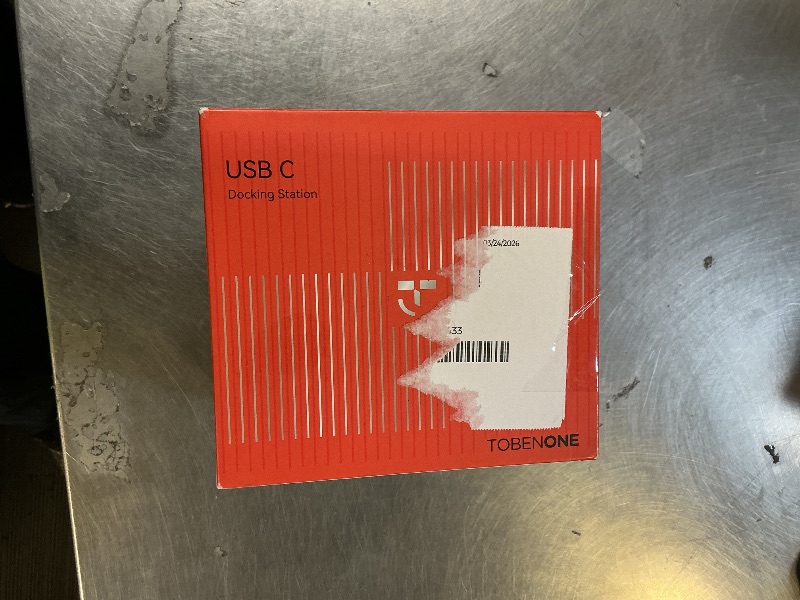 USB C
Docking Station
03/24/2026
33
TOBENONE